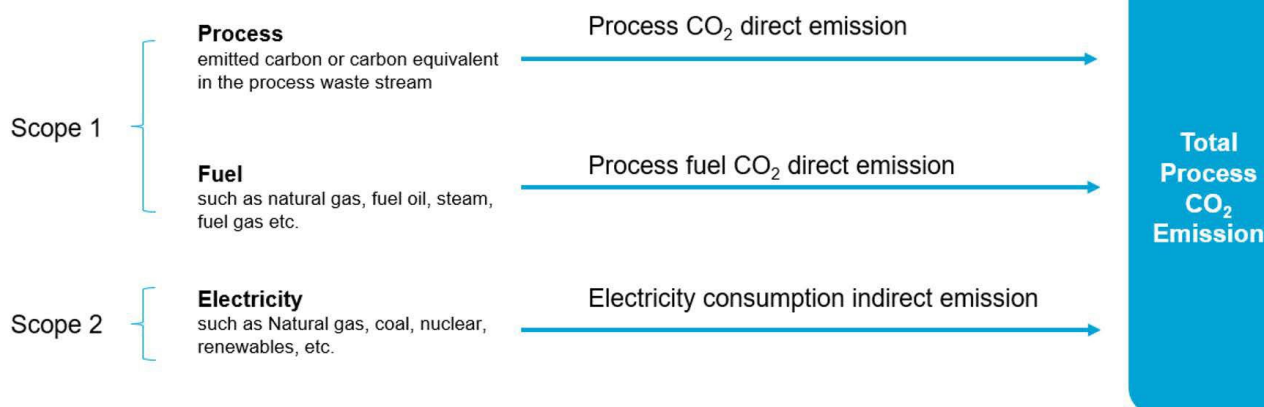 Process
emitted carbon or carbon equivalent
in the process waste stream
Process CO₂ direct emission
Scope 1
Fuel
such as natural gas, fuel oil, steam,
fuel gas etc.
Process fuel CO₂ direct emission
Scope 2
Electricity
such as Natural gas, coal, nuclear,
renewables, etc.
Electricity consumption indirect emission
Total
Process
CO₂
Emission